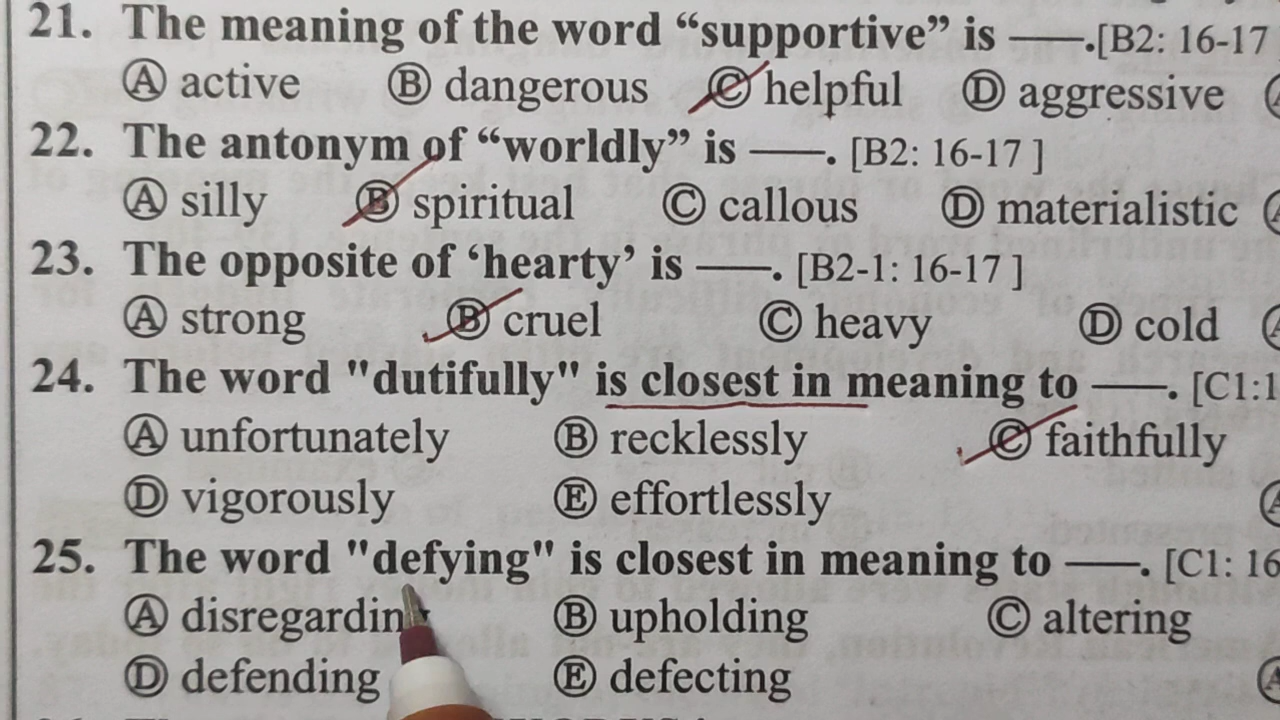 21. The meaning of the word “supportive” is ——.[B2: 16-17
Ⓐ active Ⓑ dangerous Ⓒ helpful Ⓓ aggressive
22. The antonym of “worldly” is ——. [B2: 16-17 ]
Ⓐ silly Ⓑ spiritual Ⓒ callous Ⓓ materialistic
23. The opposite of ‘hearty’ is ——. [B2-1: 16-17 ]
Ⓐ strong Ⓑ cruel Ⓒ heavy Ⓓ cold
24. The word "dutifully" is closest in meaning to ——. [C1:1
Ⓐ unfortunately Ⓑ recklessly Ⓒ faithfully
Ⓓ vigorously Ⓔ effortlessly
25. The word "defying" is closest in meaning to ——. [C1: 16
Ⓐ disregardin Ⓑ upholding Ⓒ altering
Ⓓ defending Ⓔ defecting